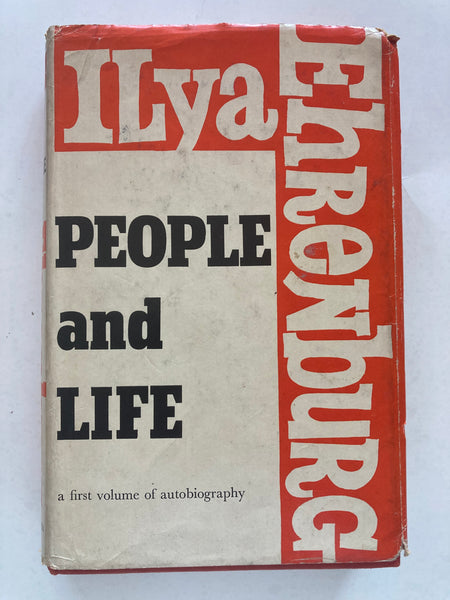 ILya
EhRENbURG
PEOPLE
and
LIFE
a first volume of autobiography